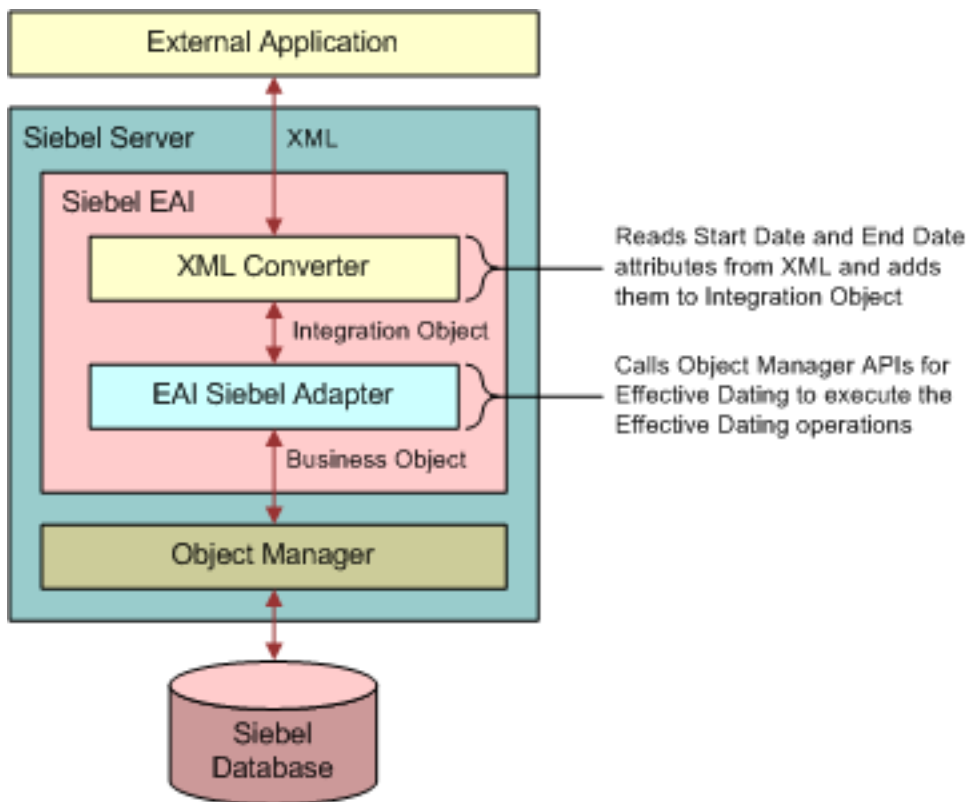 External Application
Siebel Server
XML
Siebel EAI
XML Converter
Reads Start Date and End Date
attributes from XML and adds
them to Integration Object
Integration Object
EAI Siebel Adapter
Calls Object Manager APIs for
Effective Dating to execute the
Effective Dating operations
Business Object
Object Manager
Siebel
Database